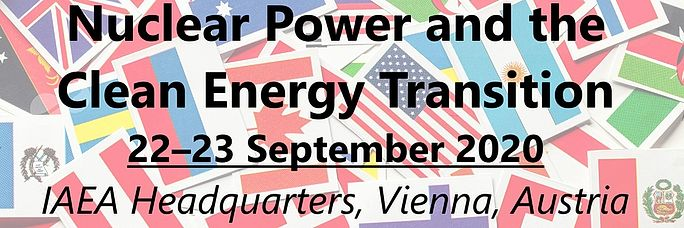 Nuclear Power and the
Clean Energy Transition
22–23 September 2020
IAEA Headquarters, Vienna, Austria